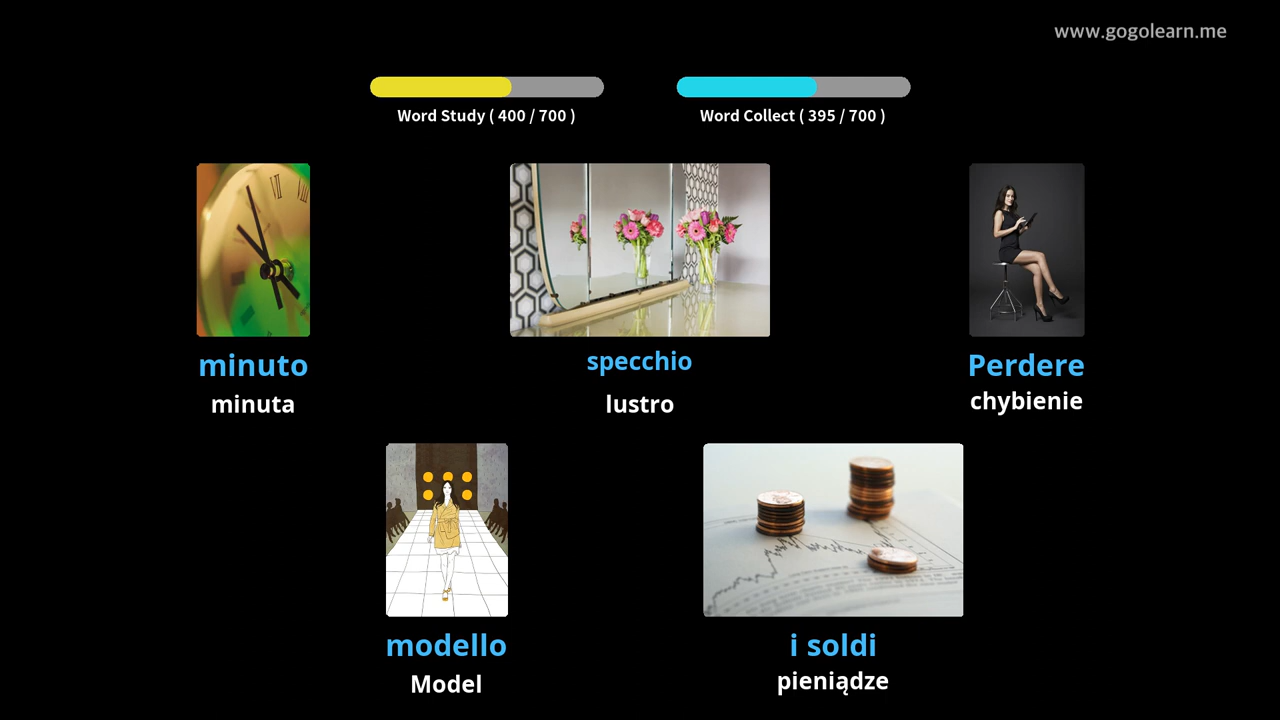 www.gogolearn.me
Word Study ( 400 / 700 )
Word Collect ( 395 / 700 )
minuto
minuta
specchio
lustro
Perdere
chybienie
modello
Model
i soldi
pieniądze